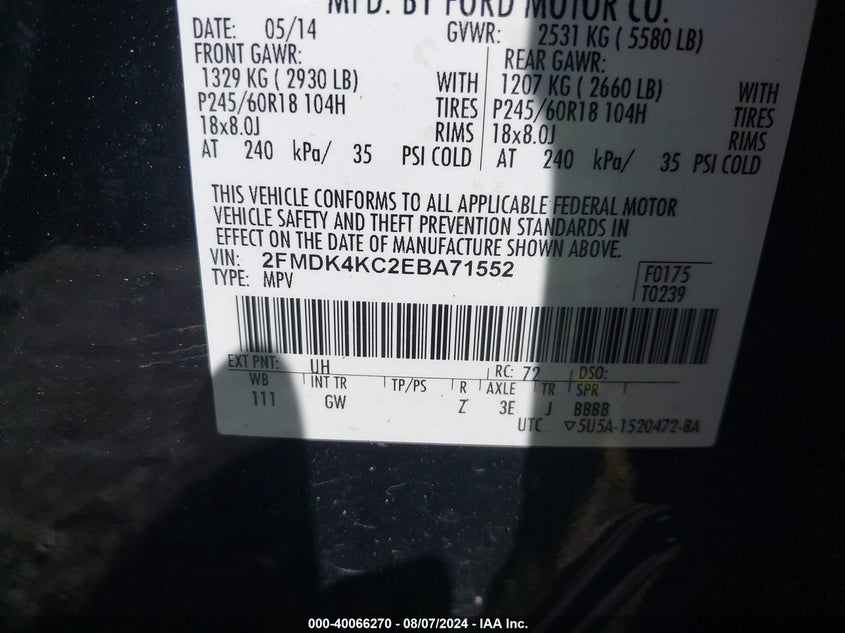 MFD. BY FORD MOTOR CO.
DATE: 05/14 GVWR: 2531 KG ( 5580 LB)
FRONT GAWR: REAR GAWR:
1329 KG ( 2930 LB) WITH 1207 KG ( 2660 LB) WITH
P245/60R18 104H TIRES P245/60R18 104H TIRES
18x8.0J RIMS 18x8.0J RIMS
AT 240 kPa/ 35 PSI COLD AT 240 kPa/ 35 PSI COLD
THIS VEHICLE CONFORMS TO ALL APPLICABLE FEDERAL MOTOR
VEHICLE SAFETY AND THEFT PREVENTION STANDARDS IN
EFFECT ON THE DATE OF MANUFACTURE SHOWN ABOVE.
VIN: 2FMDK4KC2EBA71552
TYPE: MPV
F0175
T0239
EXT PNT: UH RC: 72 DSO:
WB INT TR TP/PS R AXLE TR SPR
111 GW Z 3E J BBBB
UTC ▽5U5A-1520472-BA
000-40066270 - 08/07/2024 - IAA Inc.